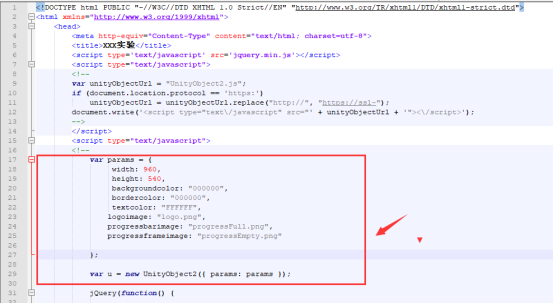 1 <!DOCTYPE html PUBLIC "-//W3C//DTD XHTML 1.0 Strict//EN" "http://www.w3.org/TR/xhtml1/DTD/xhtml1-strict.dtd">
2 <html xmlns="http://www.w3.org/1999/xhtml">
3 <head>
4 <meta http-equiv="Content-Type" content="text/html; charset=utf-8">
5 <title>XXX实验</title>
6 <script type='text/javascript' src='jquery.min.js'></script>
7 <script type="text/javascript">
8 <!--
9 var unityObjectUrl = "UnityObject2.js";
10 if (document.location.protocol == 'https:')
11 unityObjectUrl = unityObjectUrl.replace("http://", "https://ssl-");
12 document.write('<script type="text\/javascript" src="' + unityObjectUrl + '"><\/script>');
13 -->
14 </script>
15 <script type="text/javascript">
16 <!--
17 var params = {
18 width: 960,
19 height: 540,
20 backgroundcolor: "000000",
21 bordercolor: "000000",
22 textcolor: "FFFFFF",
23 logoimage: "logo.png",
24 progressbarimage: "progressFull.png",
25 progressframeimage: "progressEmpty.png"
26
27 };
28
29 var u = new UnityObject2({ params: params });
30
31 jQuery(function() {